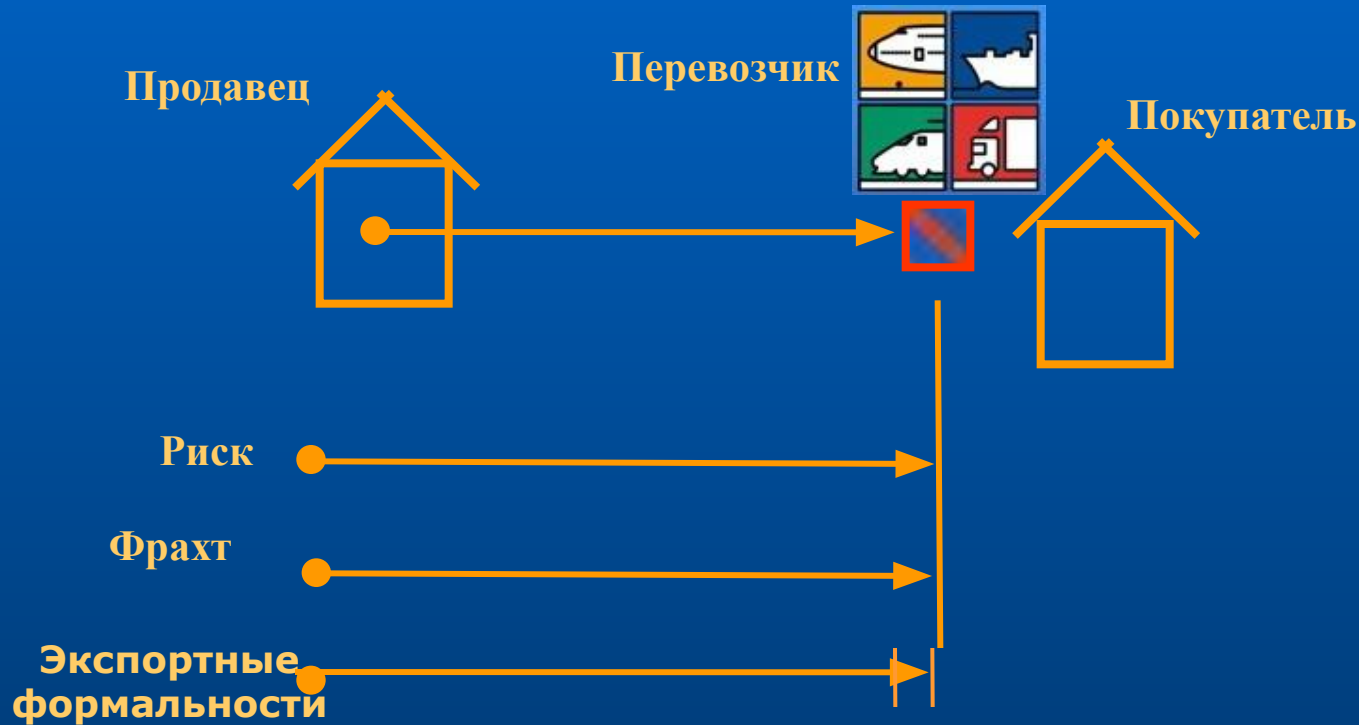 Продавец
Перевозчик
Покупатель
Риск
Фрахт
Экспортные
формальности